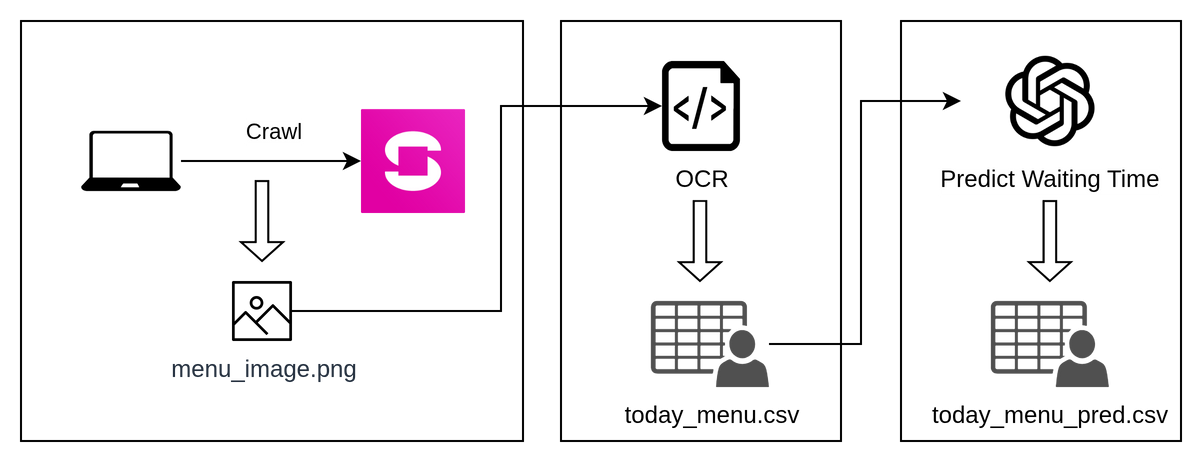 Crawl
menu_image.png
OCR
today_menu.csv
Predict Waiting Time
today_menu_pred.csv